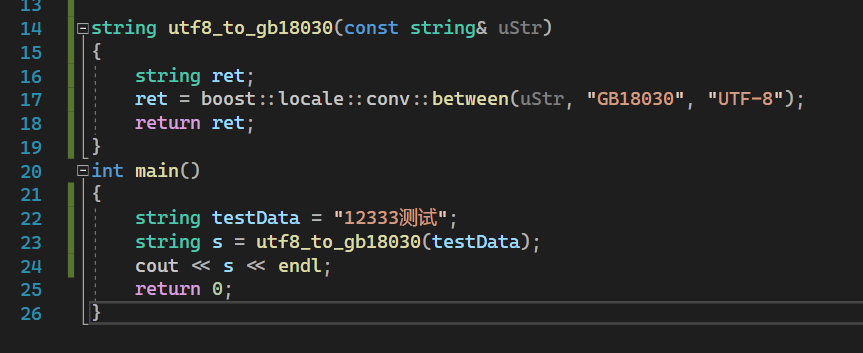 13
14 string utf8_to_gb18030(const string& uStr)
15 {
16     string ret;
17     ret = boost::locale::conv::between(uStr, "GB18030", "UTF-8");
18     return ret;
19 }
20 int main()
21 {
22     string testData = "12333测试";
23     string s = utf8_to_gb18030(testData);
24     cout << s << endl;
25     return 0;
26 }